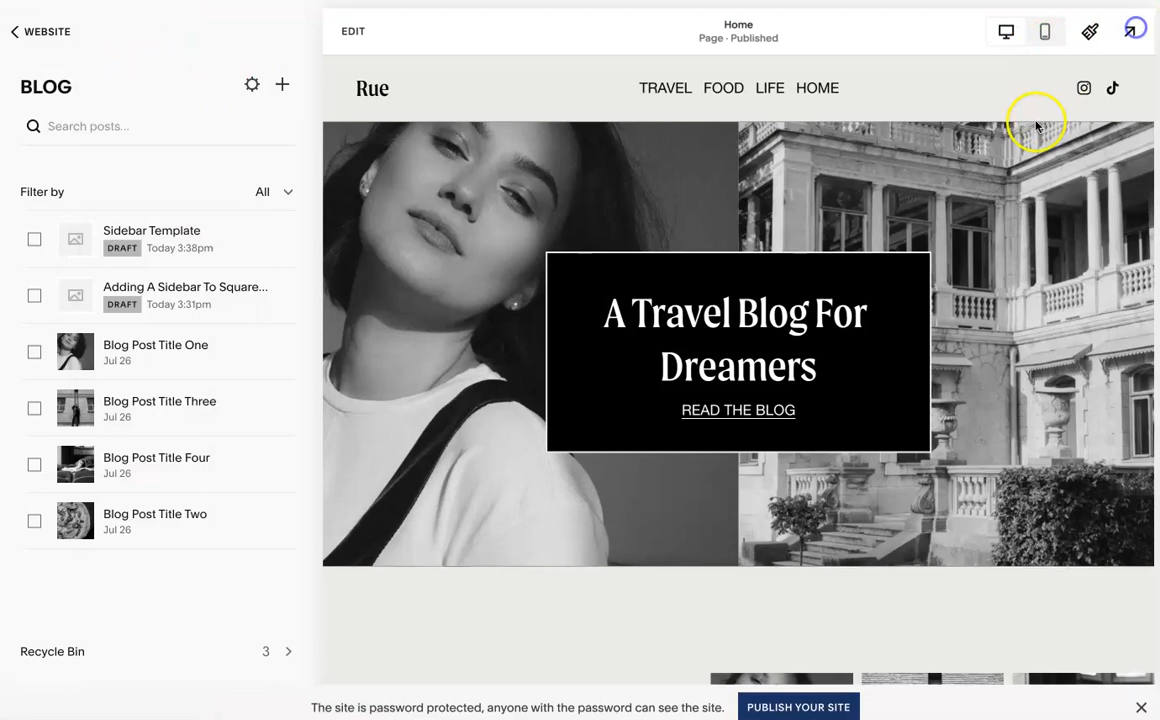 WEBSITE
BLOG
Search posts...
Filter by
All
Sidebar Template
DRAFT Today 3:38pm
Adding A Sidebar To Square...
DRAFT Today 3:31pm
Blog Post Title One
Jul 26
Blog Post Title Three
Jul 26
Blog Post Title Four
Jul 26
Blog Post Title Two
Jul 26
Recycle Bin
3
EDIT
Home
Page · Published
Rue
TRAVEL FOOD LIFE HOME
A Travel Blog For
Dreamers
READ THE BLOG
The site is password protected, anyone with the password can see the site.
PUBLISH YOUR SITE